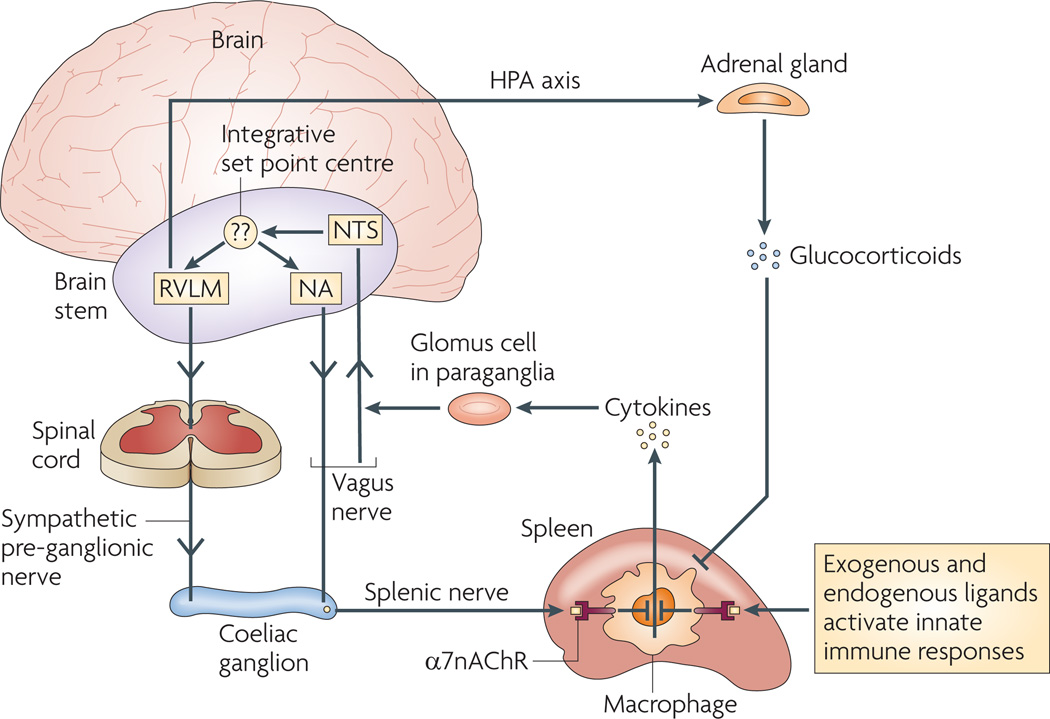 Brain
HPA axis
Adrenal gland
Integrative
set point centre
??
NTS
Glucocorticoids
Brain
stem
RVLM
NA
Glomus cell
in paraganglia
Cytokines
Spinal
cord
Vagus
nerve
Sympathetic
pre-ganglionic
nerve
Spleen
Exogenous and
endogenous ligands
activate innate
immune responses
Splenic nerve
Coeliac
ganglion
α7nAChR
Macrophage